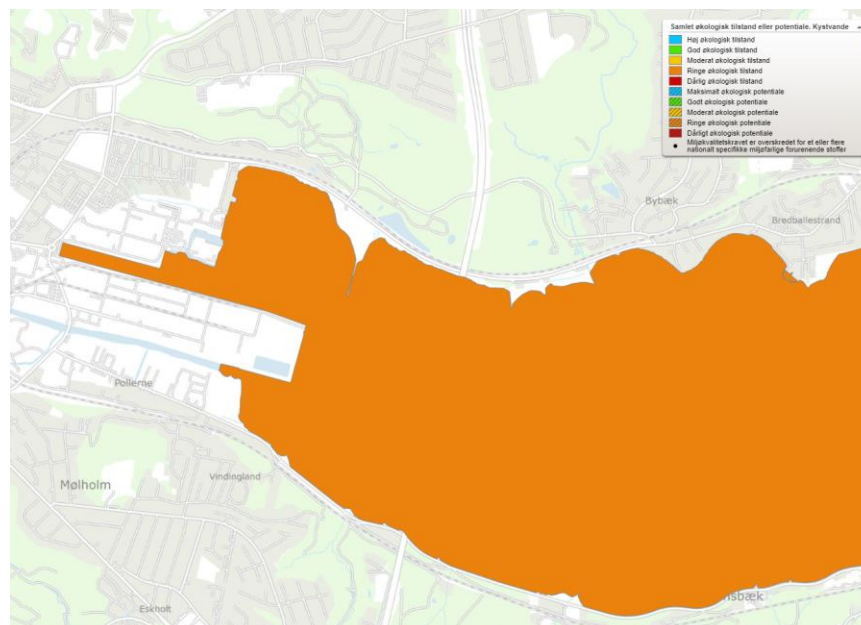 Samlet økologisk tilstand eller potentiale. Kystvande
Høj økologisk tilstand
God økologisk tilstand
Moderat økologisk tilstand
Ringe økologisk tilstand
Dårlig økologisk tilstand
Maksimalt økologisk potentiale
Godt økologisk potentiale
Moderat økologisk potentiale
Ringe økologisk potentiale
Dårligt økologisk potentiale
Miljøkvalitetskravet er overskredet for et eller flere
nationalt specifikke miljøfarlige forurenende stoffer
Bybæk
Bredballestrand
Pollerne
Vindingland
Mølholm
Eskholt
nsbæk